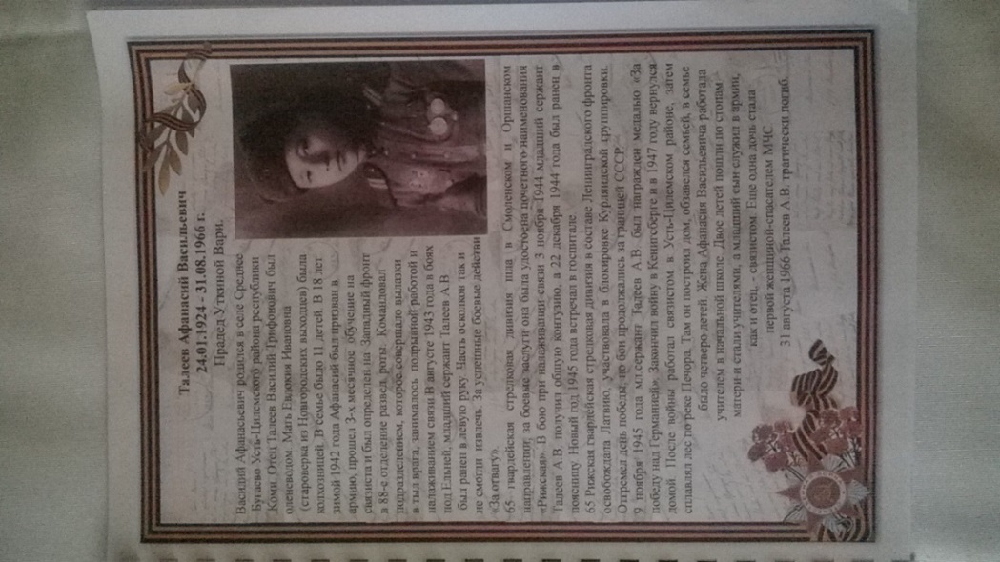 Талеев Афанасий Васильевич
24.01.1924 - 31.08.1966 г.
Прадед Уткиной Вари.
Василий Афанасьевич родился в селе Среднее
Бугаево Усть-Цилемского района республики
Коми. Отец Талеев Василий Трифонович был
оленеводом. Мать Евдокия Ивановна
(староверка из Новгородских выходцев) была
колхозницей. В семье было 11 детей. В 18 лет
зимой 1942 года Афанасий был призван в
армию, прошел 3-х месячное обучение на
связиста и был определен на Западный фронт
в 88-е отделение развед. роты. Командовал
подразделением, которое совершало вылазки
в тыл врага, занималось подрывной работой и
налаживанием связи. В августе 1943 года в боях
под Ельней, младший сержант Талеев А.В
был ранен в левую руку. Часть осколков так и
не смогли извлечь. За успешные боевые действия
«За отвагу».
65 гвардейская стрелковая дивизия шла в Смоленском и Оршанском
направлении, за боевые заслуги она была удостоена почетного наименования
«Рижская». В бою при налаживании связи 3 ноября 1944 младший сержант
Талеев А.В. получил общую контузию, а 22 декабря 1944 года был ранен в
поясницу. Новый год 1945 года встречал в госпитале
65 Рижская гвардейская стрелковая дивизия в составе Ленинградского фронта
освобождала Латвию, участвовала в блокировке Курляндской группировки.
Отгремел день победы, но бои продолжались за границей СССР.
9 ноября 1945 года мл.сержант Талеев А.В. был награжден медалью «За
победу над Германией». Закончил войну в Кенигсберге и в 1947 году вернулся
домой. После войны работал связистом в Усть-Цилемском районе, затем
сплавлял лес по реке Печора. Там он построил дом, обзавелся семьей, в семье
было четверо детей. Жена Афанасия Васильевича работала
учителем в начальной школе. Двое детей пошли по стопам
матери и стали учителями, а младший сын служил в армии,
как и отец, - связистом. Еще одна дочь стала
первой женщиной-спасателем МЧС.
31 августа 1966 Талеев А.В. трагически погиб.